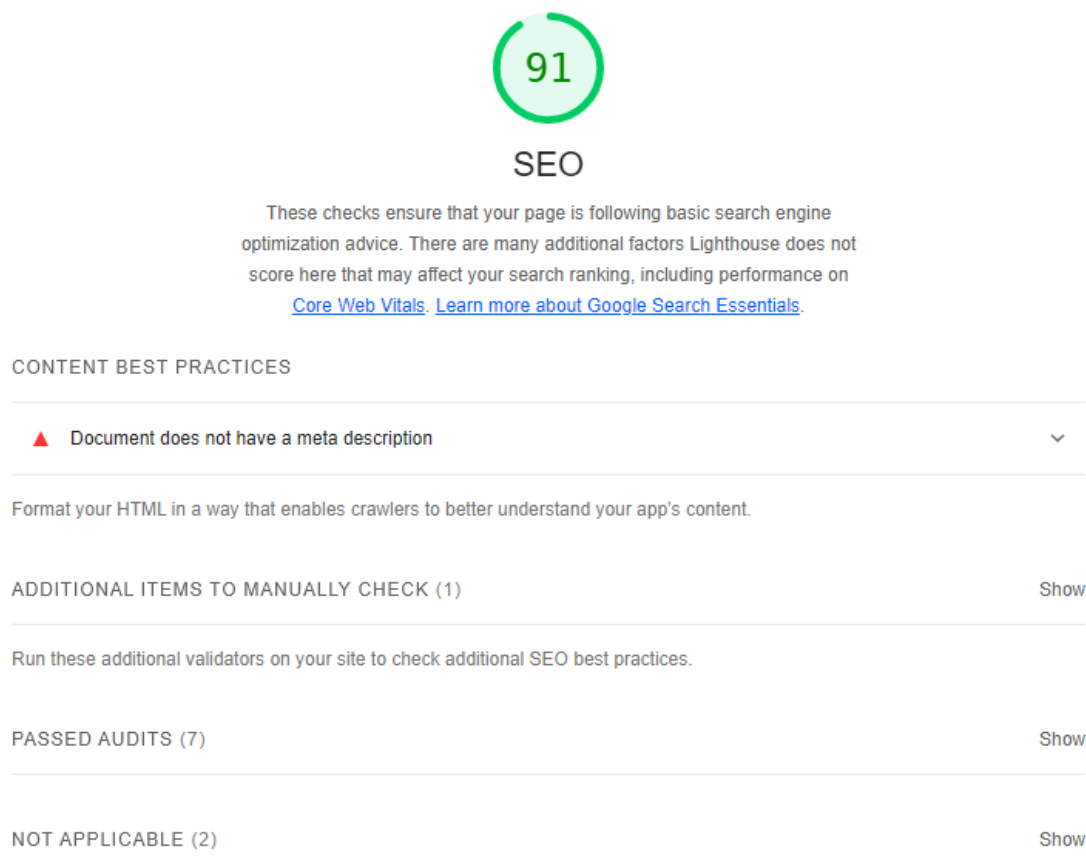 91
SEO
These checks ensure that your page is following basic search engine
optimization advice. There are many additional factors Lighthouse does not
score here that may affect your search ranking, including performance on
Core Web Vitals. Learn more about Google Search Essentials.
CONTENT BEST PRACTICES
Document does not have a meta description
Format your HTML in a way that enables crawlers to better understand your app's content.
ADDITIONAL ITEMS TO MANUALLY CHECK (1) Show
Run these additional validators on your site to check additional SEO best practices.
PASSED AUDITS (7) Show
NOT APPLICABLE (2) Show